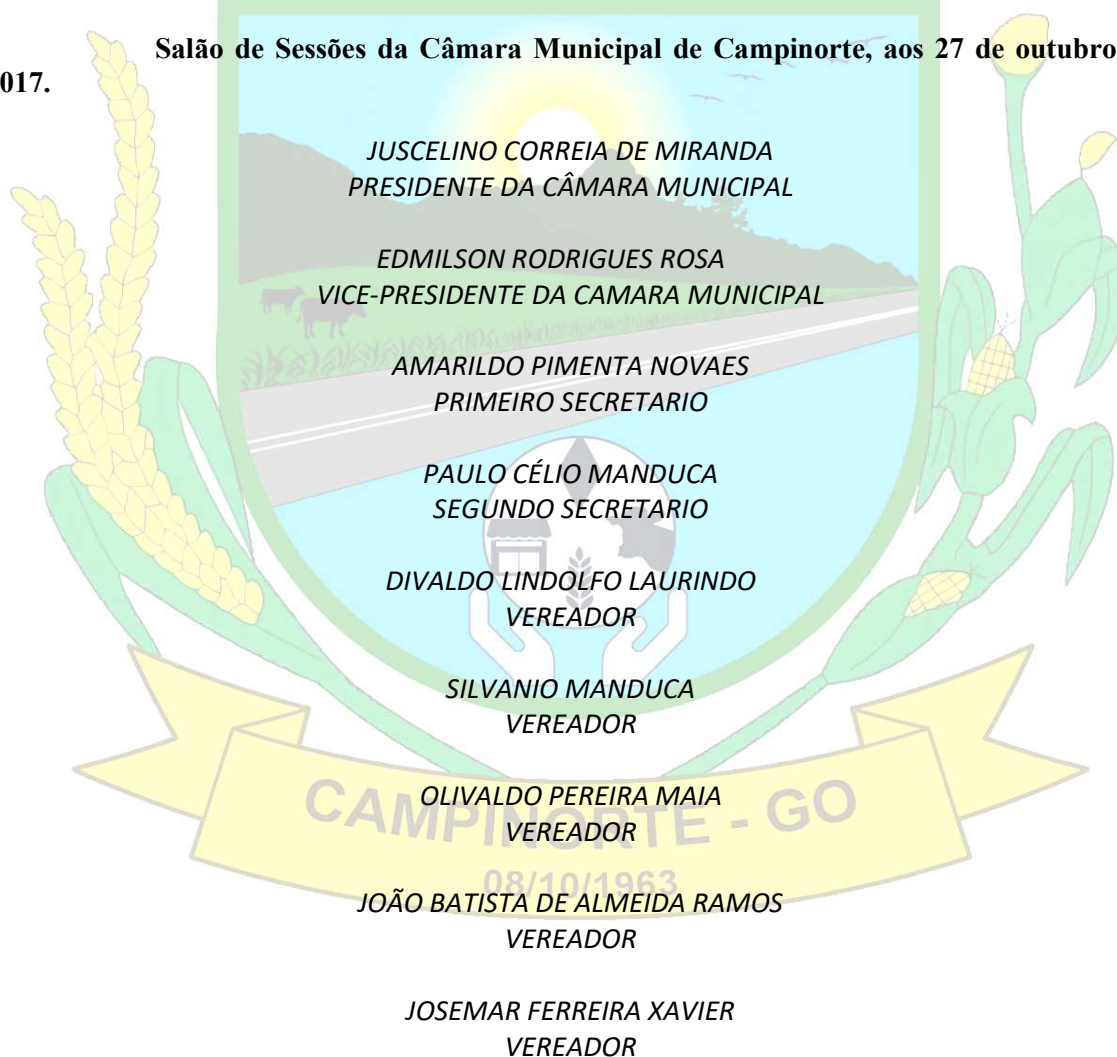 Salão de Sessões da Câmara Municipal de Campinorte, aos 27 de outubro
017.
JUSCELINO CORREIA DE MIRANDA
PRESIDENTE DA CÂMARA MUNICIPAL
EDMILSON RODRIGUES ROSA
VICE-PRESIDENTE DA CAMARA MUNICIPAL
AMARILDO PIMENTA NOVAES
PRIMEIRO SECRETARIO
PAULO CÉLIO MANDUCA
SEGUNDO SECRETARIO
DIVALDO LINDOLFO LAURINDO
VEREADOR
SILVANIO MANDUCA
VEREADOR
OLIVALDO PEREIRA MAIA
VEREADOR
CAMPINORTE - GO
08/10/1963
JOÃO BATISTA DE ALMEIDA RAMOS
VEREADOR
JOSEMAR FERREIRA XAVIER
VEREADOR